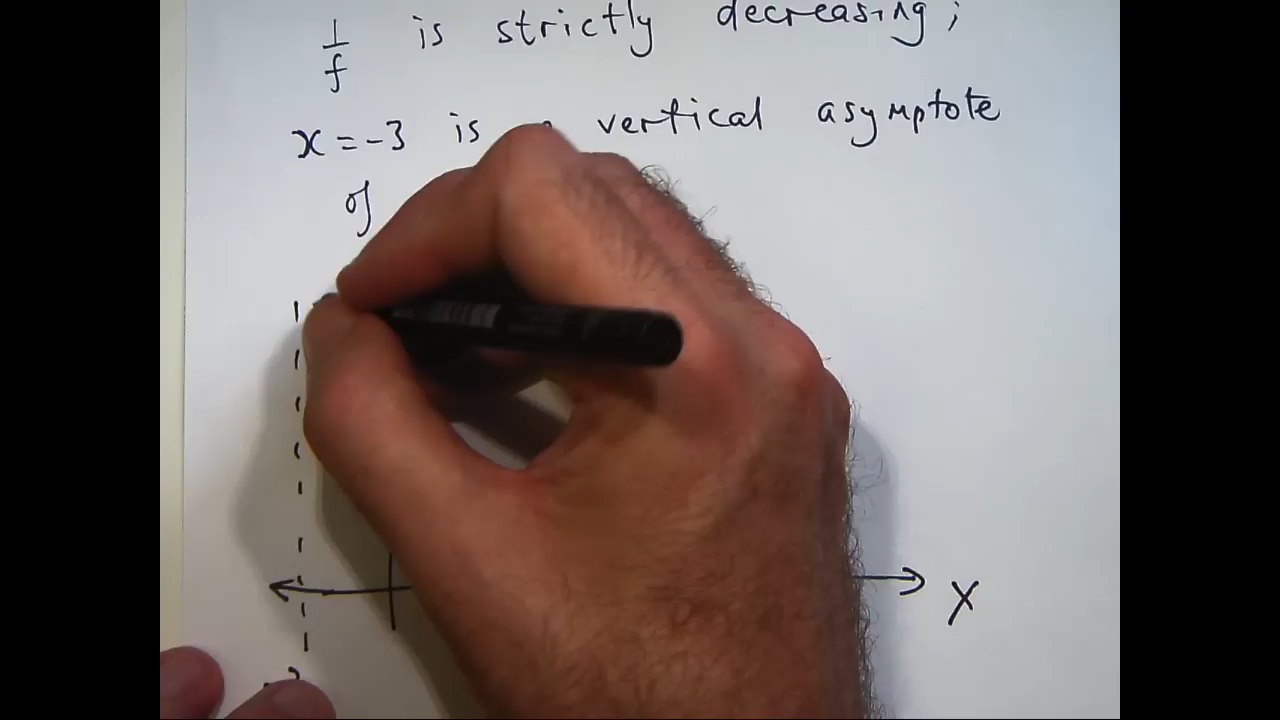 1/f is strictly decreasing;
x = -3 is vertical asymptote
of
X